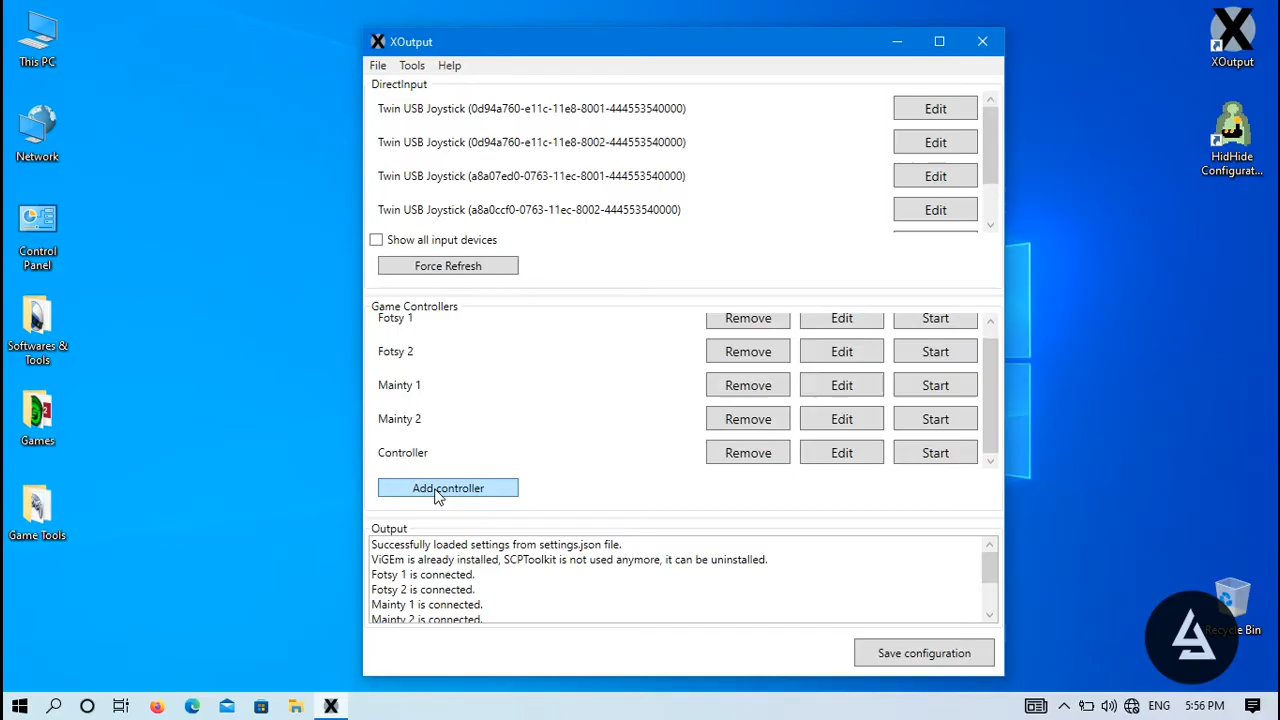 XOutput
File Tools Help
DirectInput
Twin USB Joystick (0d94a760-e11c-11e8-8001-444553540000) Edit
Twin USB Joystick (0d94a760-e11c-11e8-8002-444553540000) Edit
Twin USB Joystick (a8a07ed0-0763-11ec-8001-444553540000) Edit
Twin USB Joystick (a8a0ccf0-0763-11ec-8002-444553540000) Edit
Show all input devices
Force Refresh
Game Controllers
Fotsy 1 Remove Edit Start
Fotsy 2 Remove Edit Start
Mainty 1 Remove Edit Start
Mainty 2 Remove Edit Start
Controller Remove Edit Start
Add controller
Output
Successfully loaded settings from settings.json file.
ViGEm is already installed, SCPToolkit is not used anymore, it can be uninstalled.
Fotsy 1 is connected.
Fotsy 2 is connected.
Mainty 1 is connected.
Mainty 2 is connected.
Save configuration
This PC
Network
Control
Panel
Softwares &
Tools
Games
Game Tools
XOutput
HidHide
Configurat...
Recycle Bin
ENG 5:56 PM